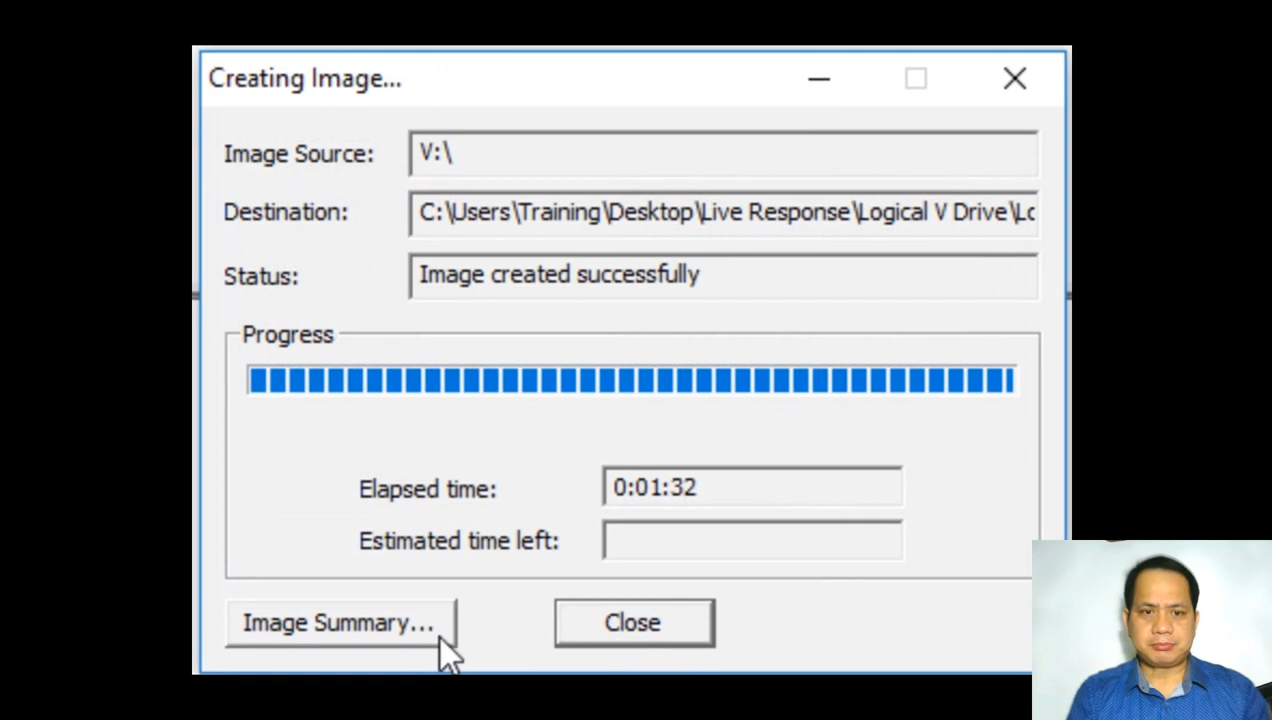 Creating Image...
Image Source: V:\
Destination: C:\Users\Training\Desktop\Live Response\Logical V Drive\Lo
Status: Image created successfully
Progress
Elapsed time: 0:01:32
Estimated time left:
Image Summary... Close